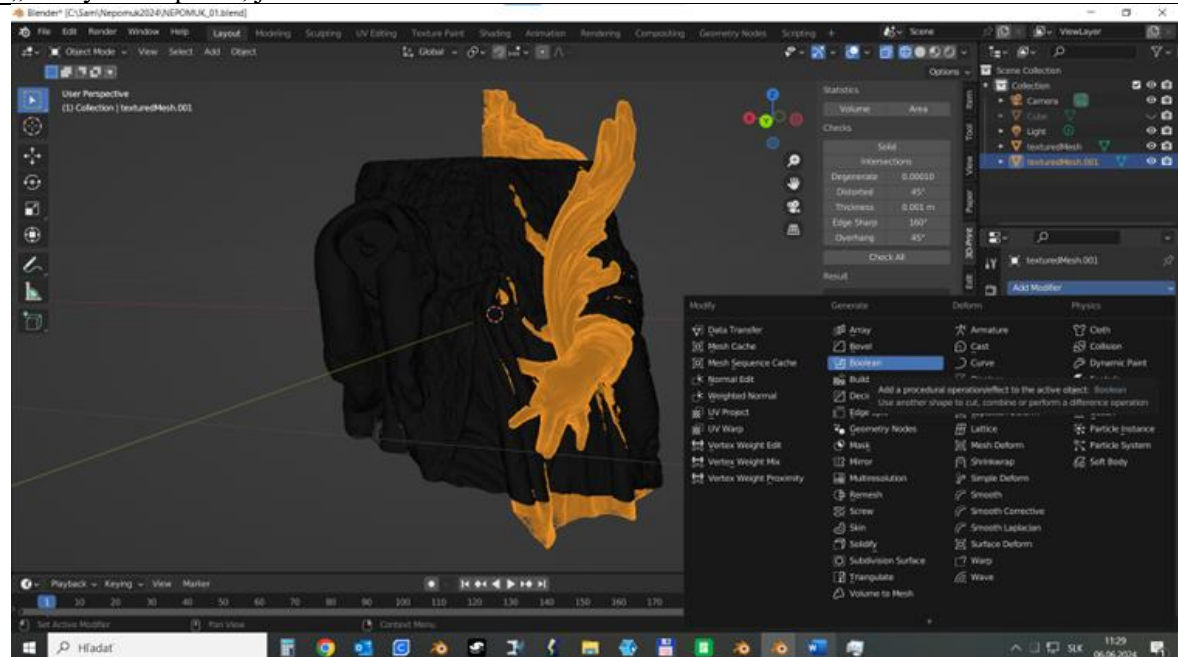 Blender* [C:\Sam\Nepomuk2024\NEPOMUK_01.blend]
File Edit Render Window Help Layout Modeling Sculpting UV Editing Texture Paint Shading Animation Rendering Compositing Geometry Nodes Scripting + Scene ViewLayer
Object Mode View Select Add Object Global
Options
User Perspective
(1) Collection | texturedMesh.001
Statistics
Volume Area
Checks
Solid
Intersections
Degenerate 0.00010
Distorted 45°
Thickness 0.001 m
Edge Sharp 160°
Overhang 45°
Check All
Result
Item
Tool
View
Paper
3D-Print
Edit
Scene Collection
Collection
Camera
Cube
Light
texturedMesh
texturedMesh.001
texturedMesh.001
Add Modifier
Modify Generate Deform Physics
Data Transfer Array Armature Cloth
Mesh Cache Bevel Cast Collision
Mesh Sequence Cache Boolean Curve Dynamic Paint
Normal Edit Build
Add a procedural operation/effect to the active object: Boolean
Weighted Normal
Use another shape to cut, combine or perform a difference operation
UV Project Edge
UV Warp Geometry Nodes Lattice Particle Instance
Vertex Weight Edit Mask Mesh Deform Particle System
Vertex Weight Mix Mirror Shrinkwrap Soft Body
Vertex Weight Proximity Multiresolution Simple Deform
Remesh Smooth
Screw Smooth Corrective
Skin Smooth Laplacian
Solidify Surface Deform
Subdivision Surface Warp
Triangulate Wave
Volume to Mesh
Playback Keying View Marker
1 10 20 30 40 50 60 70 80 90 100 110 120 130 140 150 160 170
Set Active Modifier Pan View Context Menu
Hľadať
SLK
11:29
06.06.2024